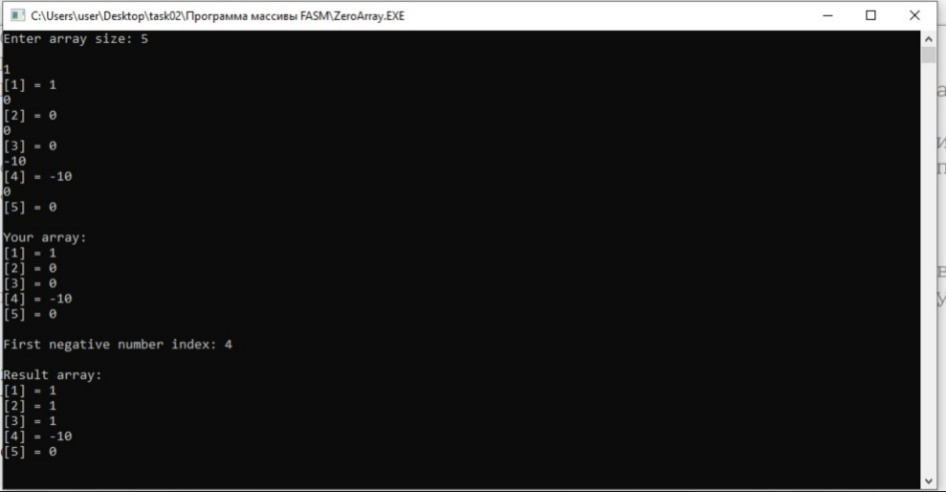 C:\Users\user\Desktop\task02\Программа массивы FASM\ZeroArray.EXE
Enter array size: 5
1
[1] = 1
0
[2] = 0
0
[3] = 0
-10
[4] = -10
0
[5] = 0
Your array:
[1] = 1
[2] = 0
[3] = 0
[4] = -10
[5] = 0
First negative number index: 4
Result array:
[1] = 1
[2] = 1
[3] = 1
[4] = -10
[5] = 0